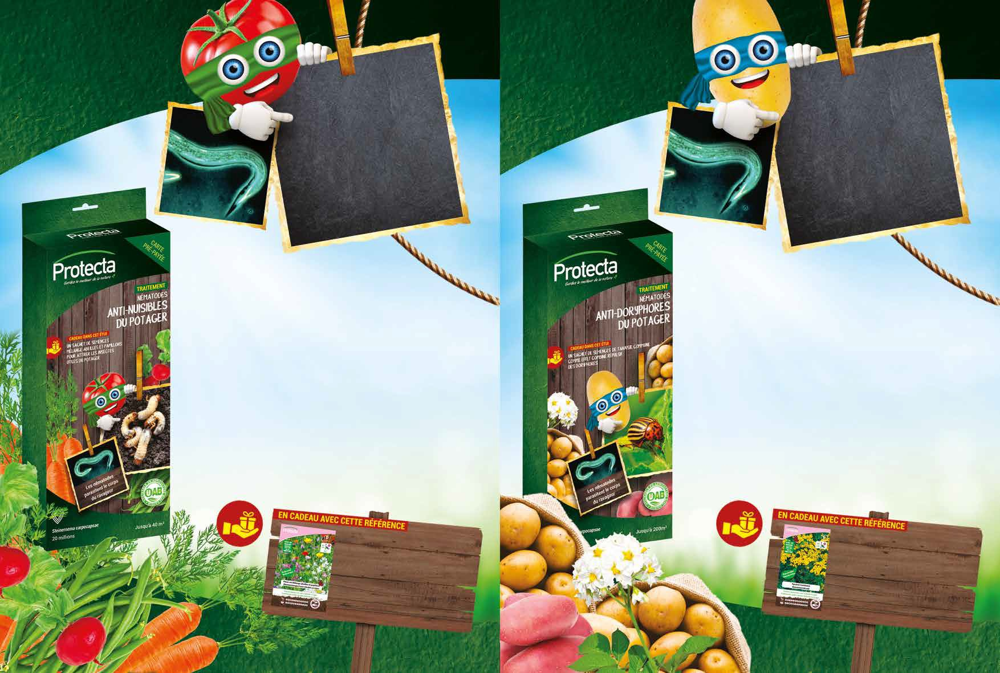 Protecta
CARTE
PRÉ-PAYÉE
Protecta
Gardez le meilleur de la nature
TRAITEMENT
NÉMATODES
ANTI-NUISIBLES
DU POTAGER
CADEAU DANS CET ÉTUI
UN SACHET DE SEMENCES
MÉLANGE ABEILLES ET PAPILLONS
POUR ATTIRER LES INSECTES
UTILES DU POTAGER
Les nématodes
parasitent le corps
du ravageur
UAB
Steinernema carpocapsae
20 millions
Jusqu'à 40 m²
EN CADEAU AVEC CETTE RÉFÉRENCE
Protecta
Protecta
CARTE
PRÉ-PAYÉE
Protecta
Gardez le meilleur de la nature
TRAITEMENT
NÉMATODES
ANTI-DORYPHORES
DU POTAGER
CADEAU DANS CET ÉTUI
UN SACHET DE SEMENCES DE TANAISIE COMMUNE
COMME EFFET COMBINÉ RÉPULSIF
DES DORYPHORES
Les nématodes
parasitent le corps
du ravageur
UAB
rpocapsae
Jusqu'à 200m²
EN CADEAU AVEC CETTE RÉFÉRENCE